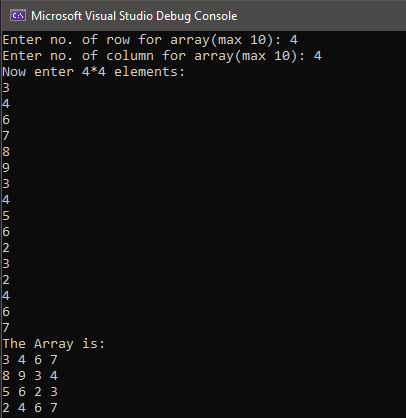 Microsoft Visual Studio Debug Console
Enter no. of row for array(max 10): 4
Enter no. of column for array(max 10): 4
Now enter 4*4 elements:
3
4
6
7
8
9
3
4
5
6
2
3
2
4
6
7
The Array is:
3 4 6 7
8 9 3 4
5 6 2 3
2 4 6 7